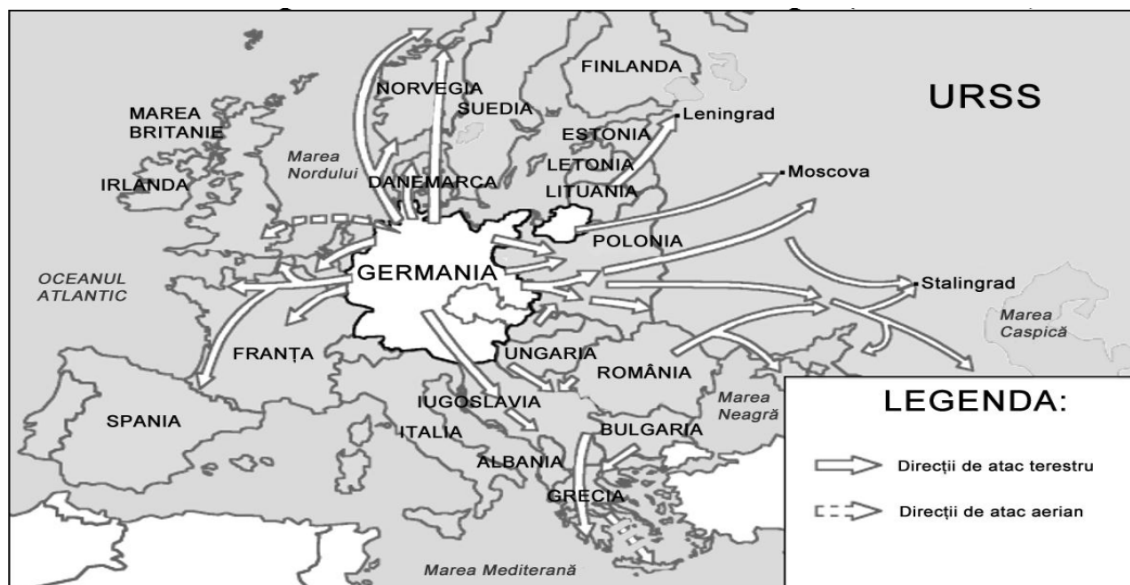 FINLANDA
NORVEGIA
SUEDIA
URSS
MAREA
BRITANIE
Leningrad
ESTONIA
Marea
Nordului
LETONIA
IRLANDA
DANEMARCA
Moscova
LITUANIA
POLONIA
OCEANUL
ATLANTIC
GERMANIA
Stalingrad
Marea
Caspică
FRANȚA
UNGARIA
ROMÂNIA
IUGOSLAVIA
Marea
Neagră
LEGENDA:
SPANIA
ITALIA
BULGARIA
ALBANIA
Direcții de atac terestru
GRECIA
Direcții de atac aerian
Marea Mediterană